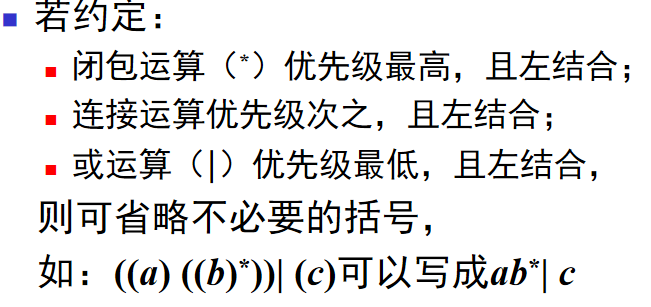 若约定：
闭包运算（*）优先级最高，且左结合；
连接运算优先级次之，且左结合；
或运算（|）优先级最低，且左结合，
则可省略不必要的括号，
如：((a) ((b)*))| (c)可以写成ab*| c